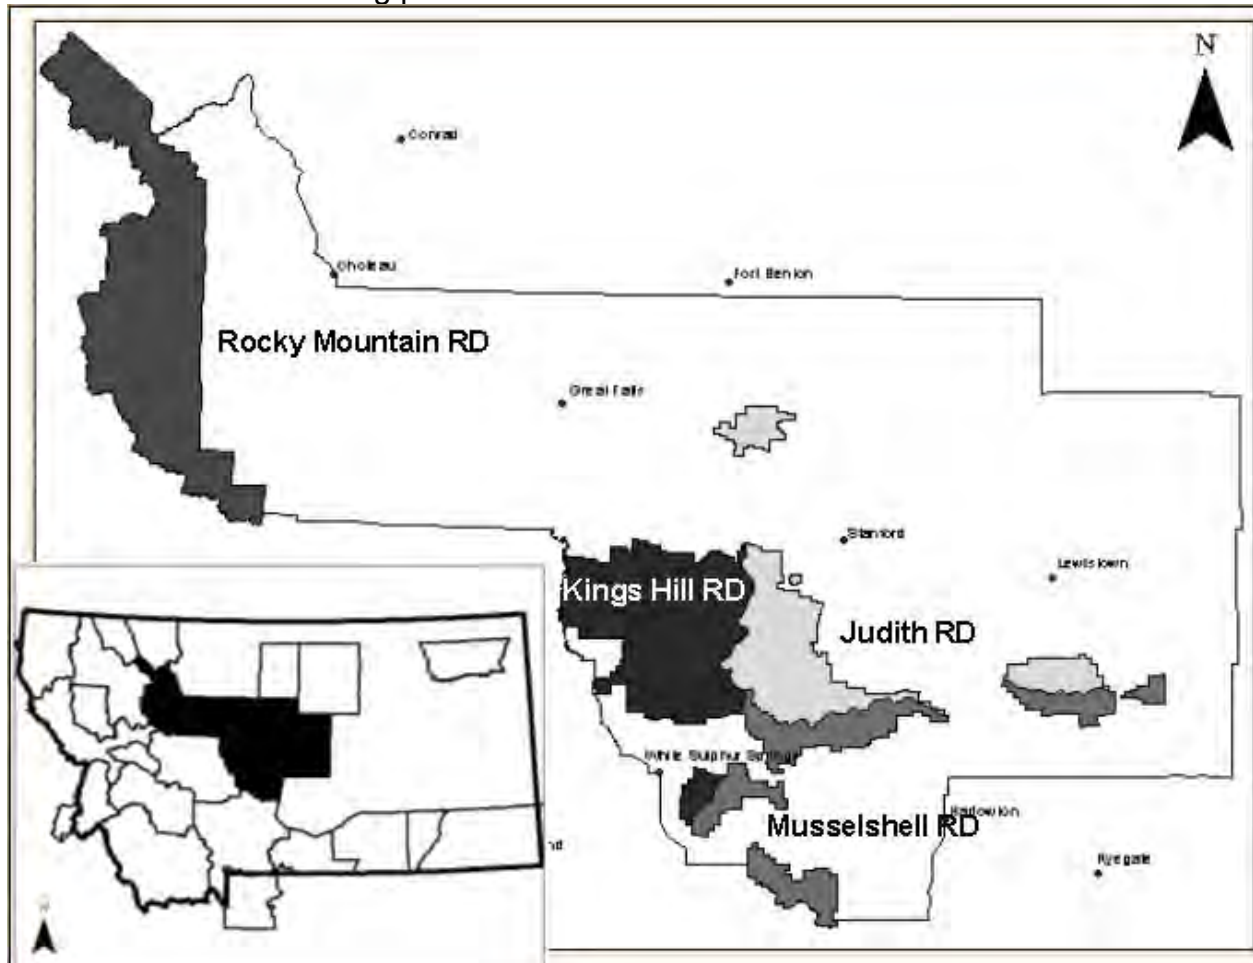 N
Conrad
Choteau
Fort Benton
Rocky Mountain RD
Great Falls
Stanford
Lewistown
Kings Hill RD
Judith RD
White Sulphur Springs
Musselshell RD
Ryegate
nd